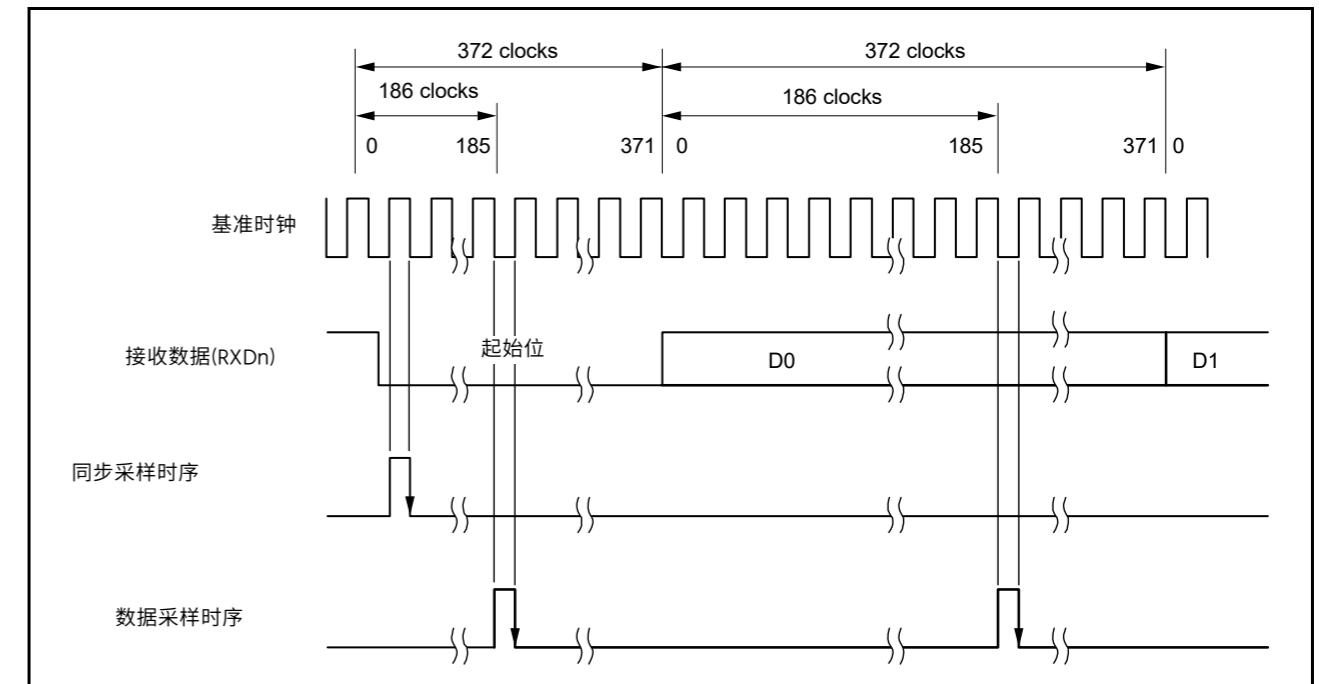 372 clocks 372 clocks
186 clocks 186 clocks
0 185 371 0 185 371 0
基准时钟
接收数据(RXDn) 起始位 D0 D1
同步采样时序
数据采样时序